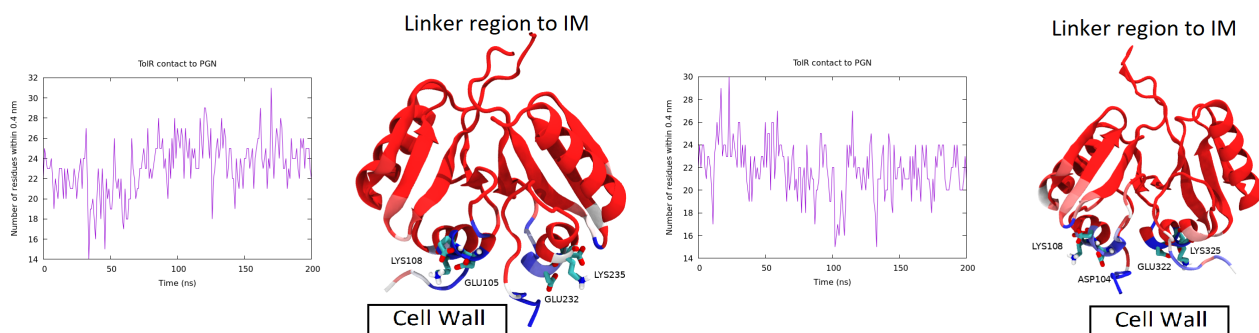 TolR contact to PGN
Number of residues within 0.4 nm
32
30
28
26
24
22
20
18
16
14
0
50
100
150
200
Time (ns)
Linker region to IM
LYS108
GLU105
GLU232
LYS235
Cell Wall
TolR contact to PGN
Number of residues within 0.4 nm
30
28
26
24
22
20
18
16
14
0
50
100
150
200
Time (ns)
Linker region to IM
LYS108
ASP104
GLU322
LYS325
Cell Wall